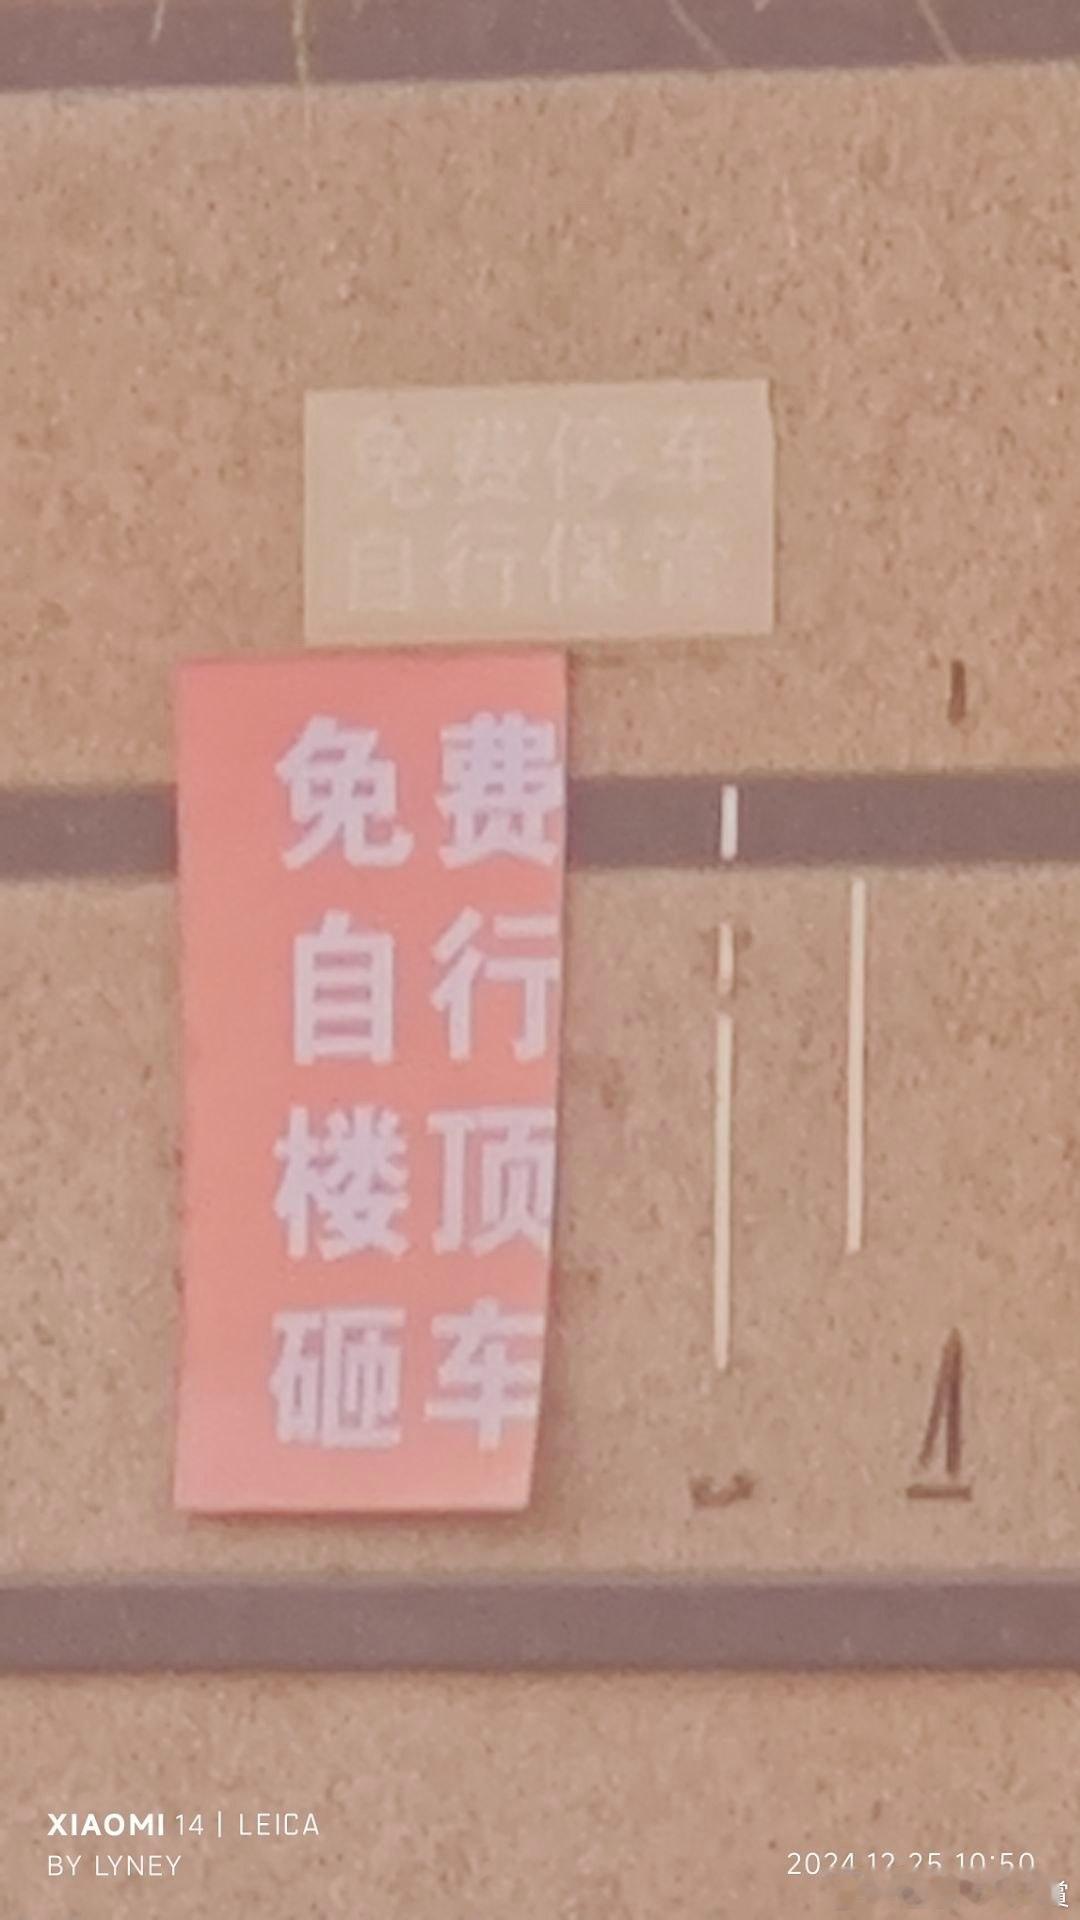 免费停车
自行保管
免费
自行
楼顶
砸车
XIAOMI 14 | LEICA
BY LYNEY
2024.12.25 10:50